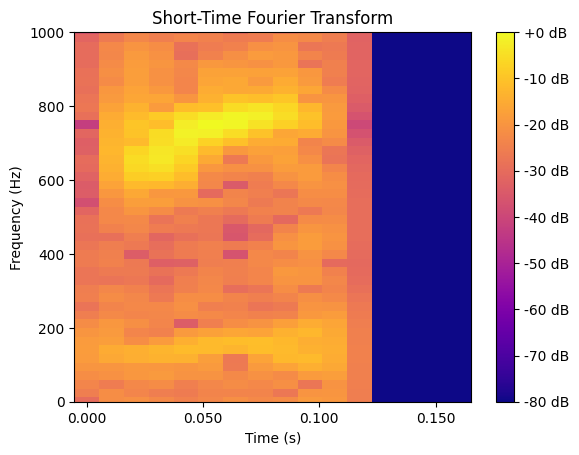 Short-Time Fourier Transform
1000
800
600
400
200
0
Frequency (Hz)
0.000
0.050
0.100
0.150
Time (s)
+0 dB
-10 dB
-20 dB
-30 dB
-40 dB
-50 dB
-60 dB
-70 dB
-80 dB